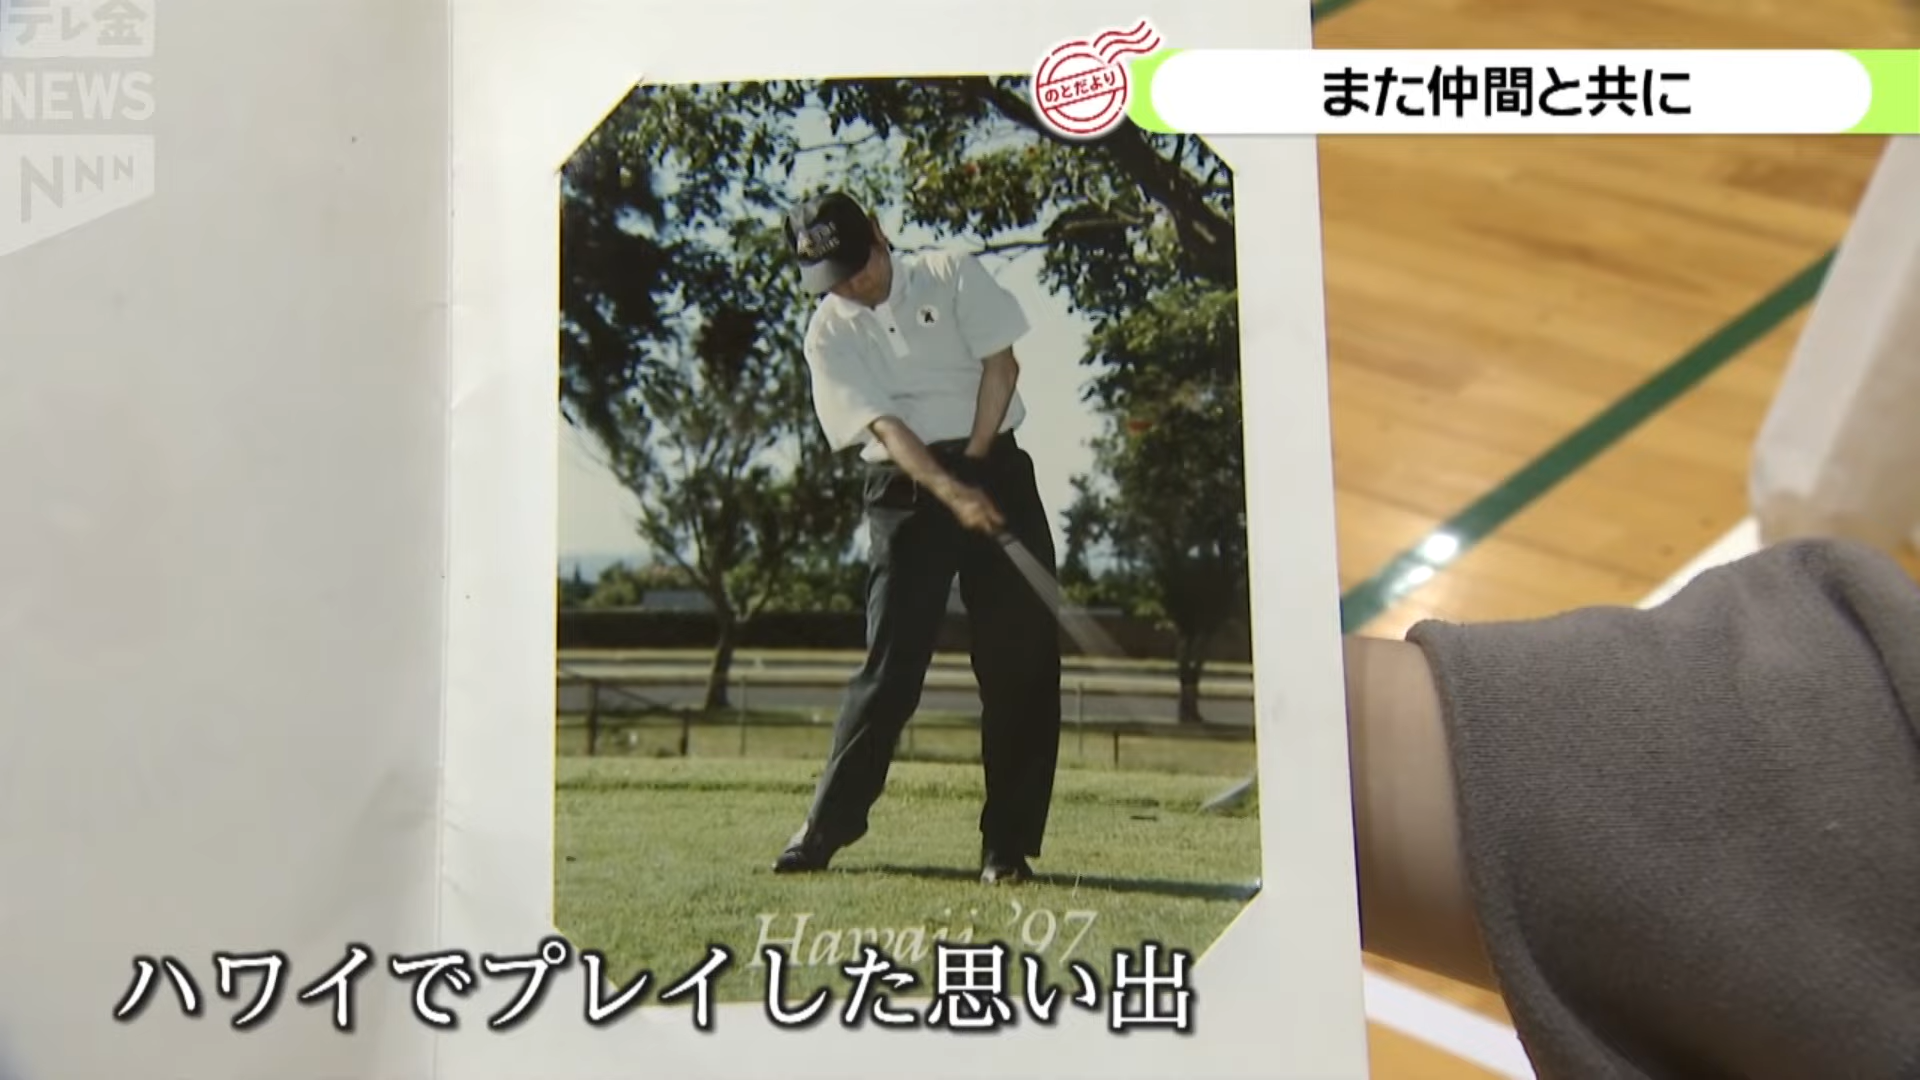 テレ金
NEWS
NNN
のとだより
また仲間と共に
Hawaii '97
ハワイでプレイした思い出